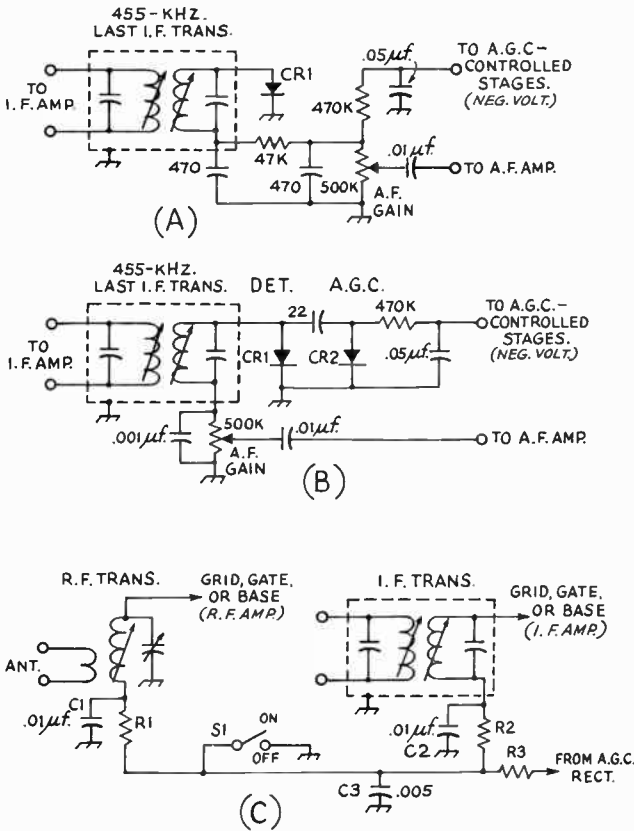 455-KHz.
LAST I.F. TRANS.
TO
I.F. AMP.
CR1
.05µf.
TO A.G.C.-
CONTROLLED
STAGES.
(NEG. VOLT.)
470K
47K
.01µf.
TO A.F. AMP.
470
470
500K
A.F.
GAIN
(A)
455-KHz.
LAST I.F. TRANS.
DET.
A.G.C.
22
470K
TO A.G.C.-
CONTROLLED
STAGES.
(NEG. VOLT.)
TO
I.F. AMP.
CR1
CR2
.05µf.
.001µf.
500K
A.F.
GAIN
.01µf.
TO A.F. AMP.
(B)
R.F. TRANS.
GRID, GATE,
OR BASE
(R.F. AMP.)
I.F. TRANS.
GRID, GATE,
OR BASE
(I.F. AMP.)
ANT.
C1
.01µf.
R1
S1
ON
OFF
.01µf.
C2
R2
R3
FROM A.G.C.
RECT.
C3
.005
(C)